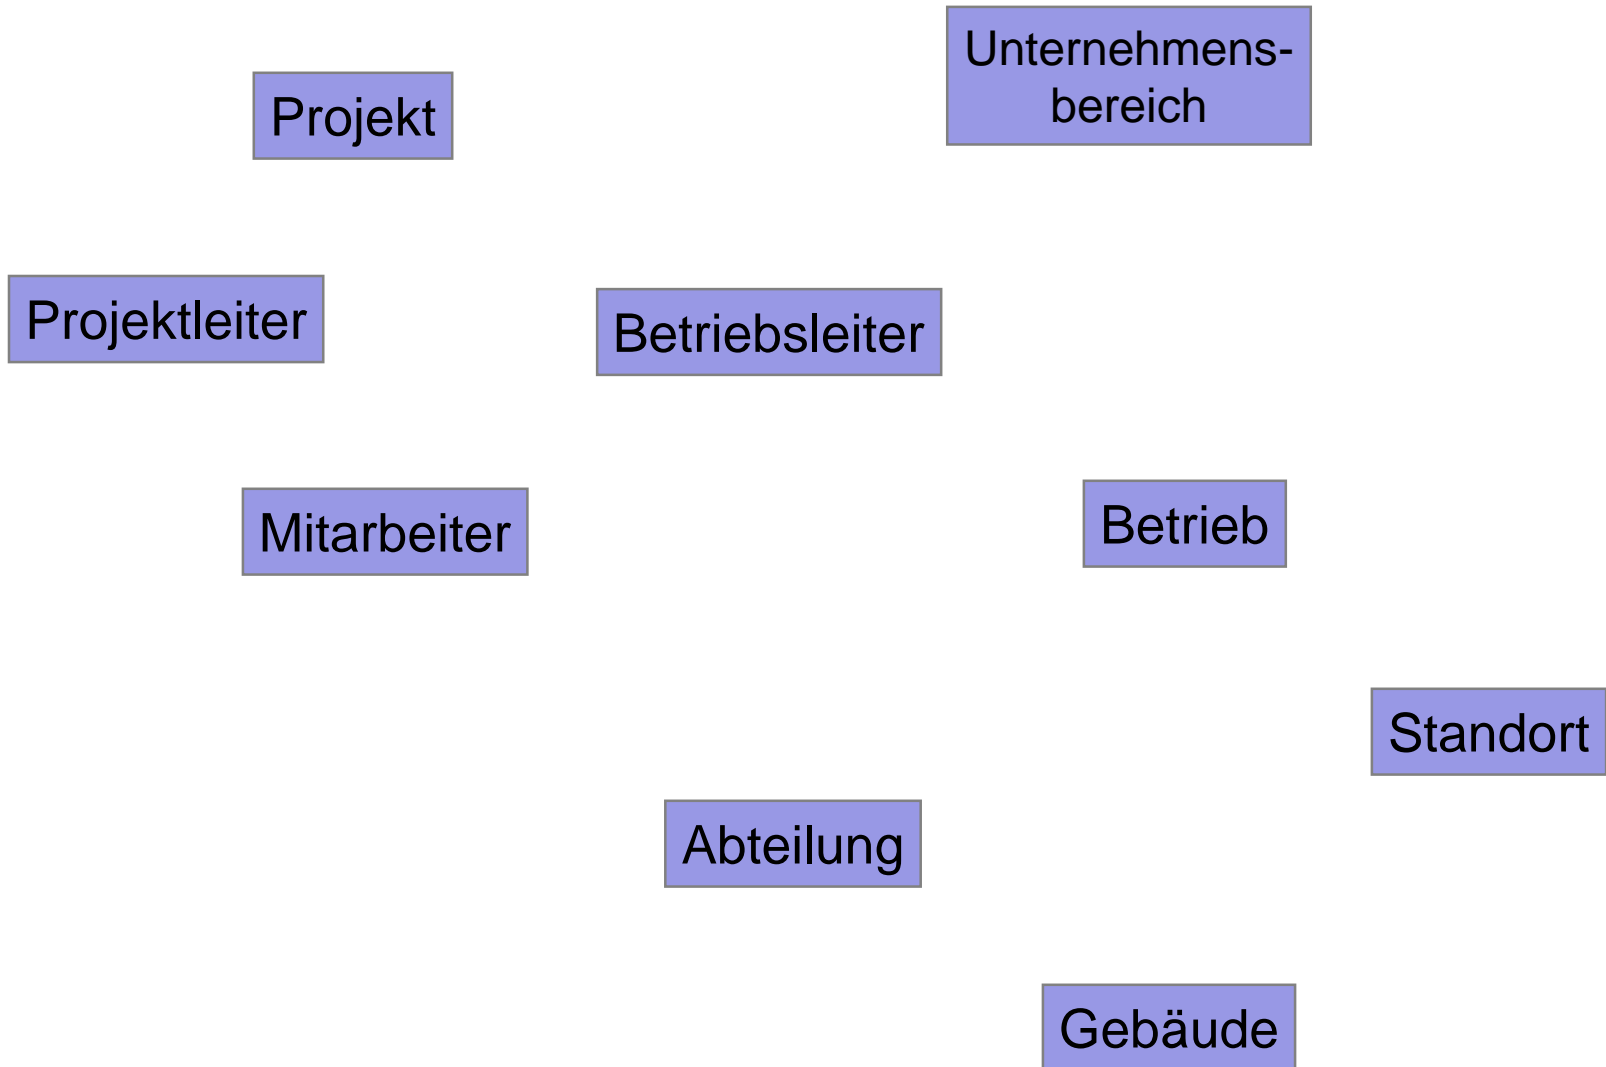 Unternehmens-
bereich
Projekt
Projektleiter
Betriebsleiter
Mitarbeiter
Betrieb
Standort
Abteilung
Gebäude